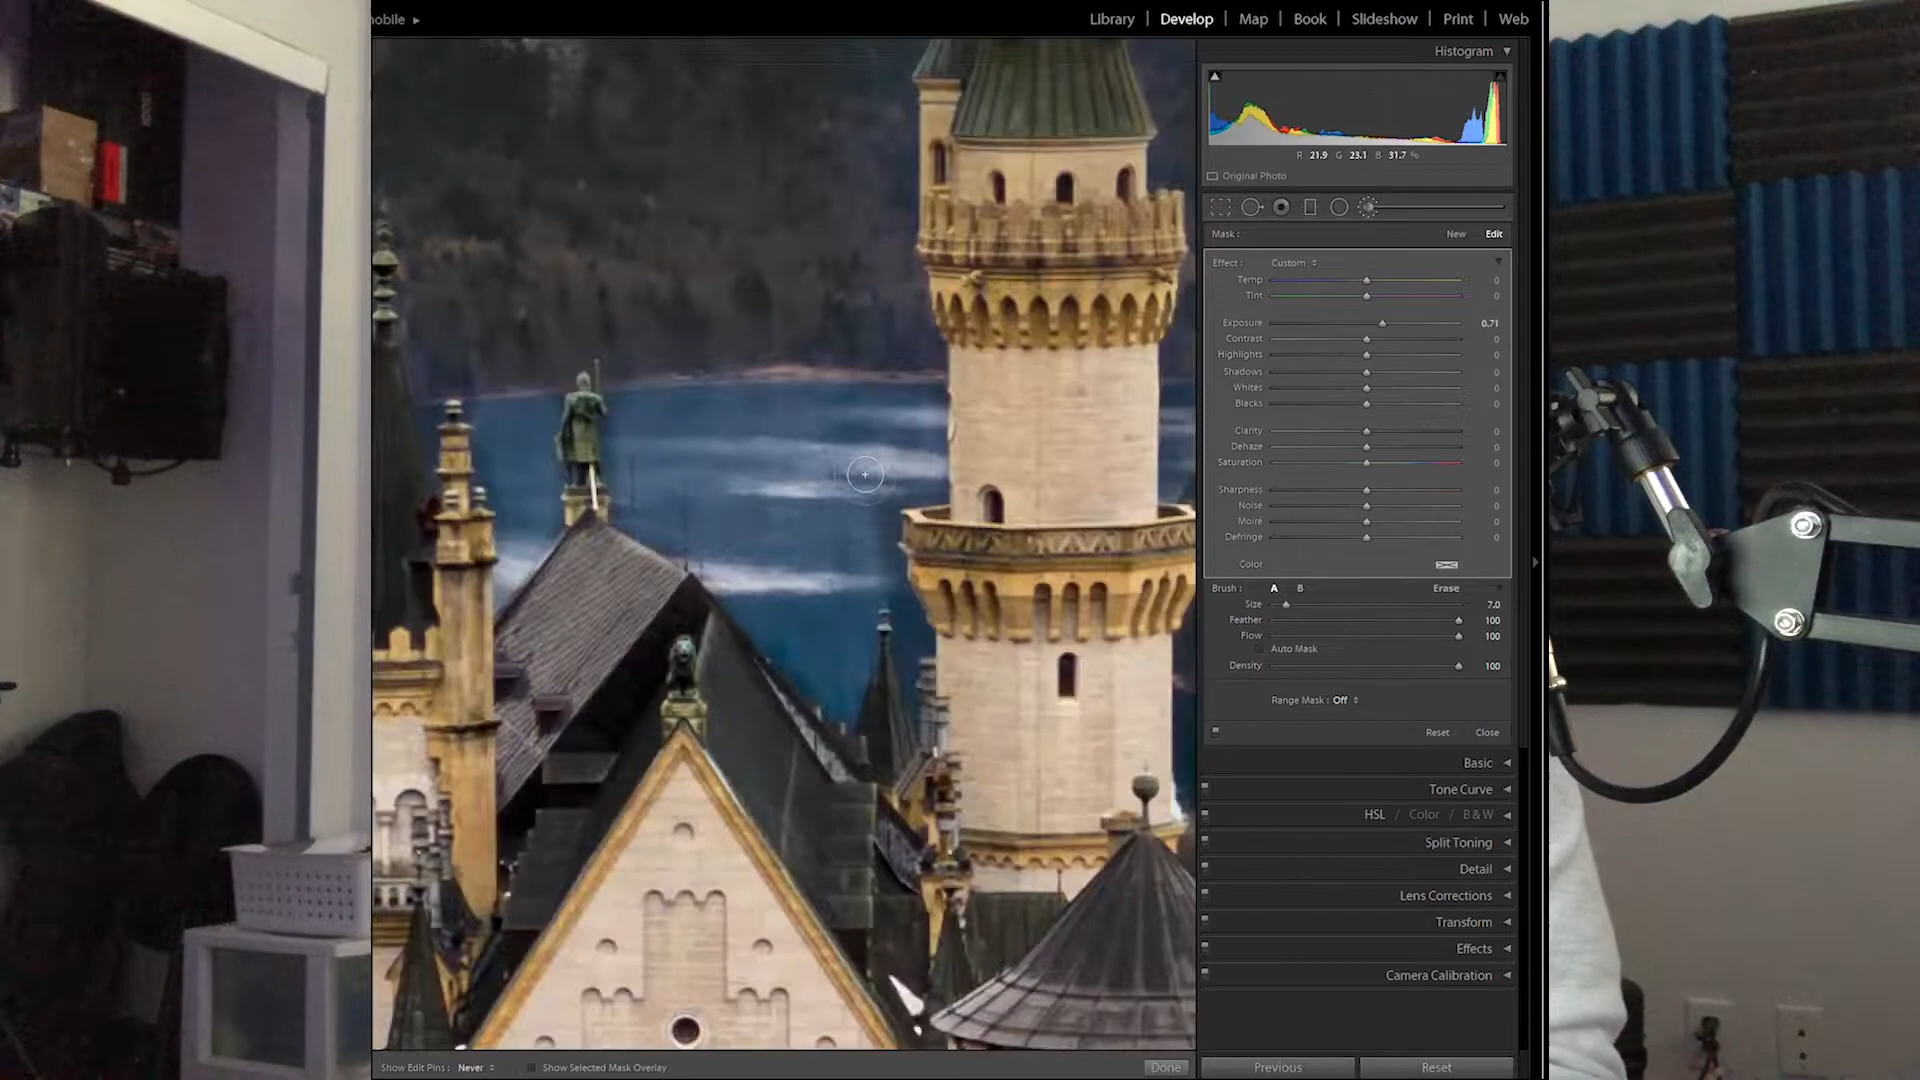 mobile ▸
Library | Develop | Map | Book | Slideshow | Print | Web
Histogram
R 21.9 G 23.1 B 31.7 %
Original Photo
Mask : New Edit
Effect : Custom
Temp 0
Tint 0
Exposure 0.71
Contrast 0
Highlights 0
Shadows 0
Whites 0
Blacks 0
Clarity 0
Dehaze 0
Saturation 0
Sharpness 0
Noise 0
Moiré 0
Defringe 0
Color
Brush : A B Erase
Size 7.0
Feather 100
Flow 100
Auto Mask
Density 100
Range Mask : Off
Reset Close
Basic
Tone Curve
HSL / Color / B & W
Split Toning
Detail
Lens Corrections
Transform
Effects
Camera Calibration
Show Edit Pins : Never Show Selected Mask Overlay Done Previous Reset